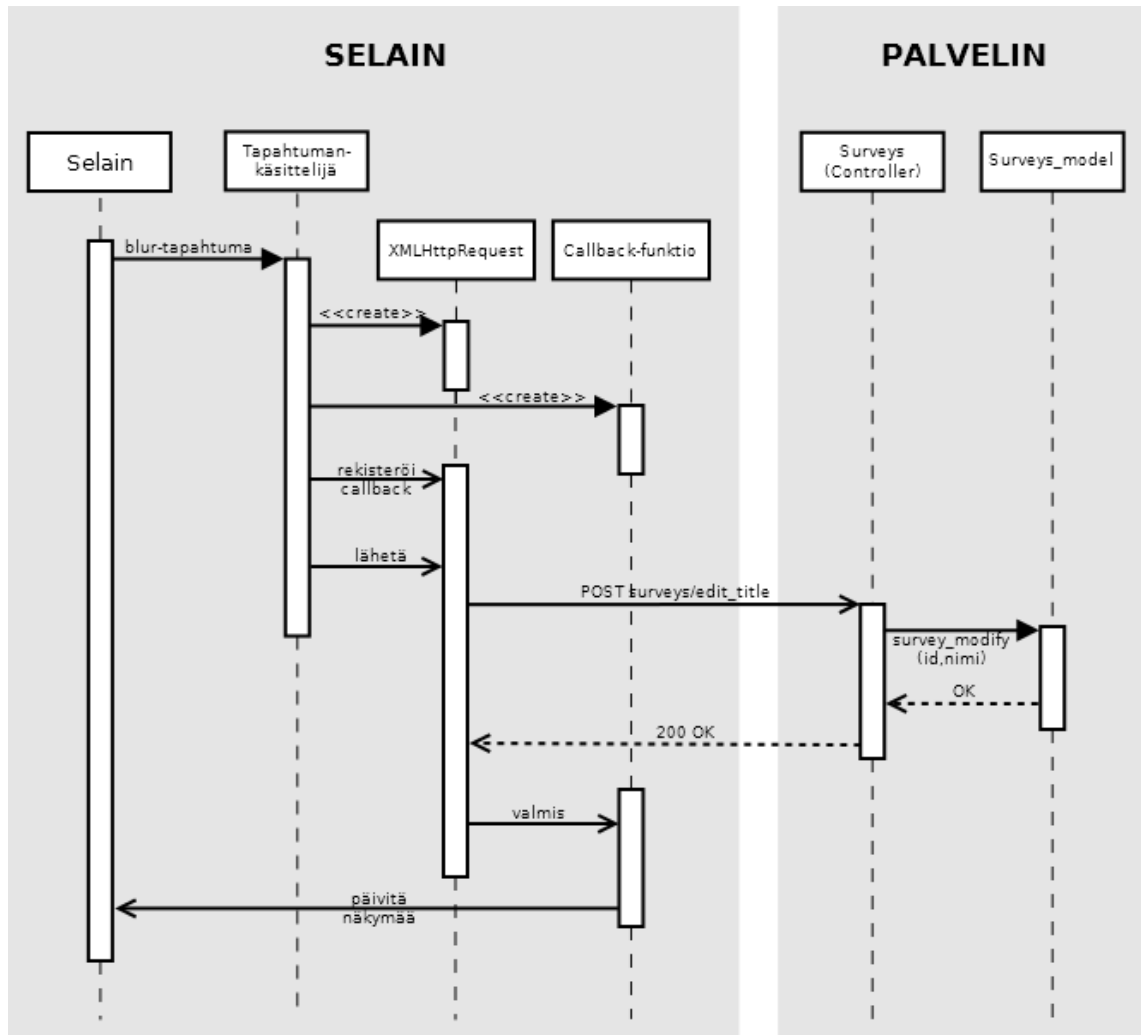 SELAIN
PALVELIN
Selain
Tapahtuman-
käsittelijä
Surveys
(Controller)
Surveys_model
XMLHttpRequest
Callback-funktio
blur-tapahtuma
<<create>>
<<create>>
rekisteröi
callback
lähetä
POST surveys/edit_title
survey_modify
(id,nimi)
OK
200 OK
valmis
päivitä
näkymää